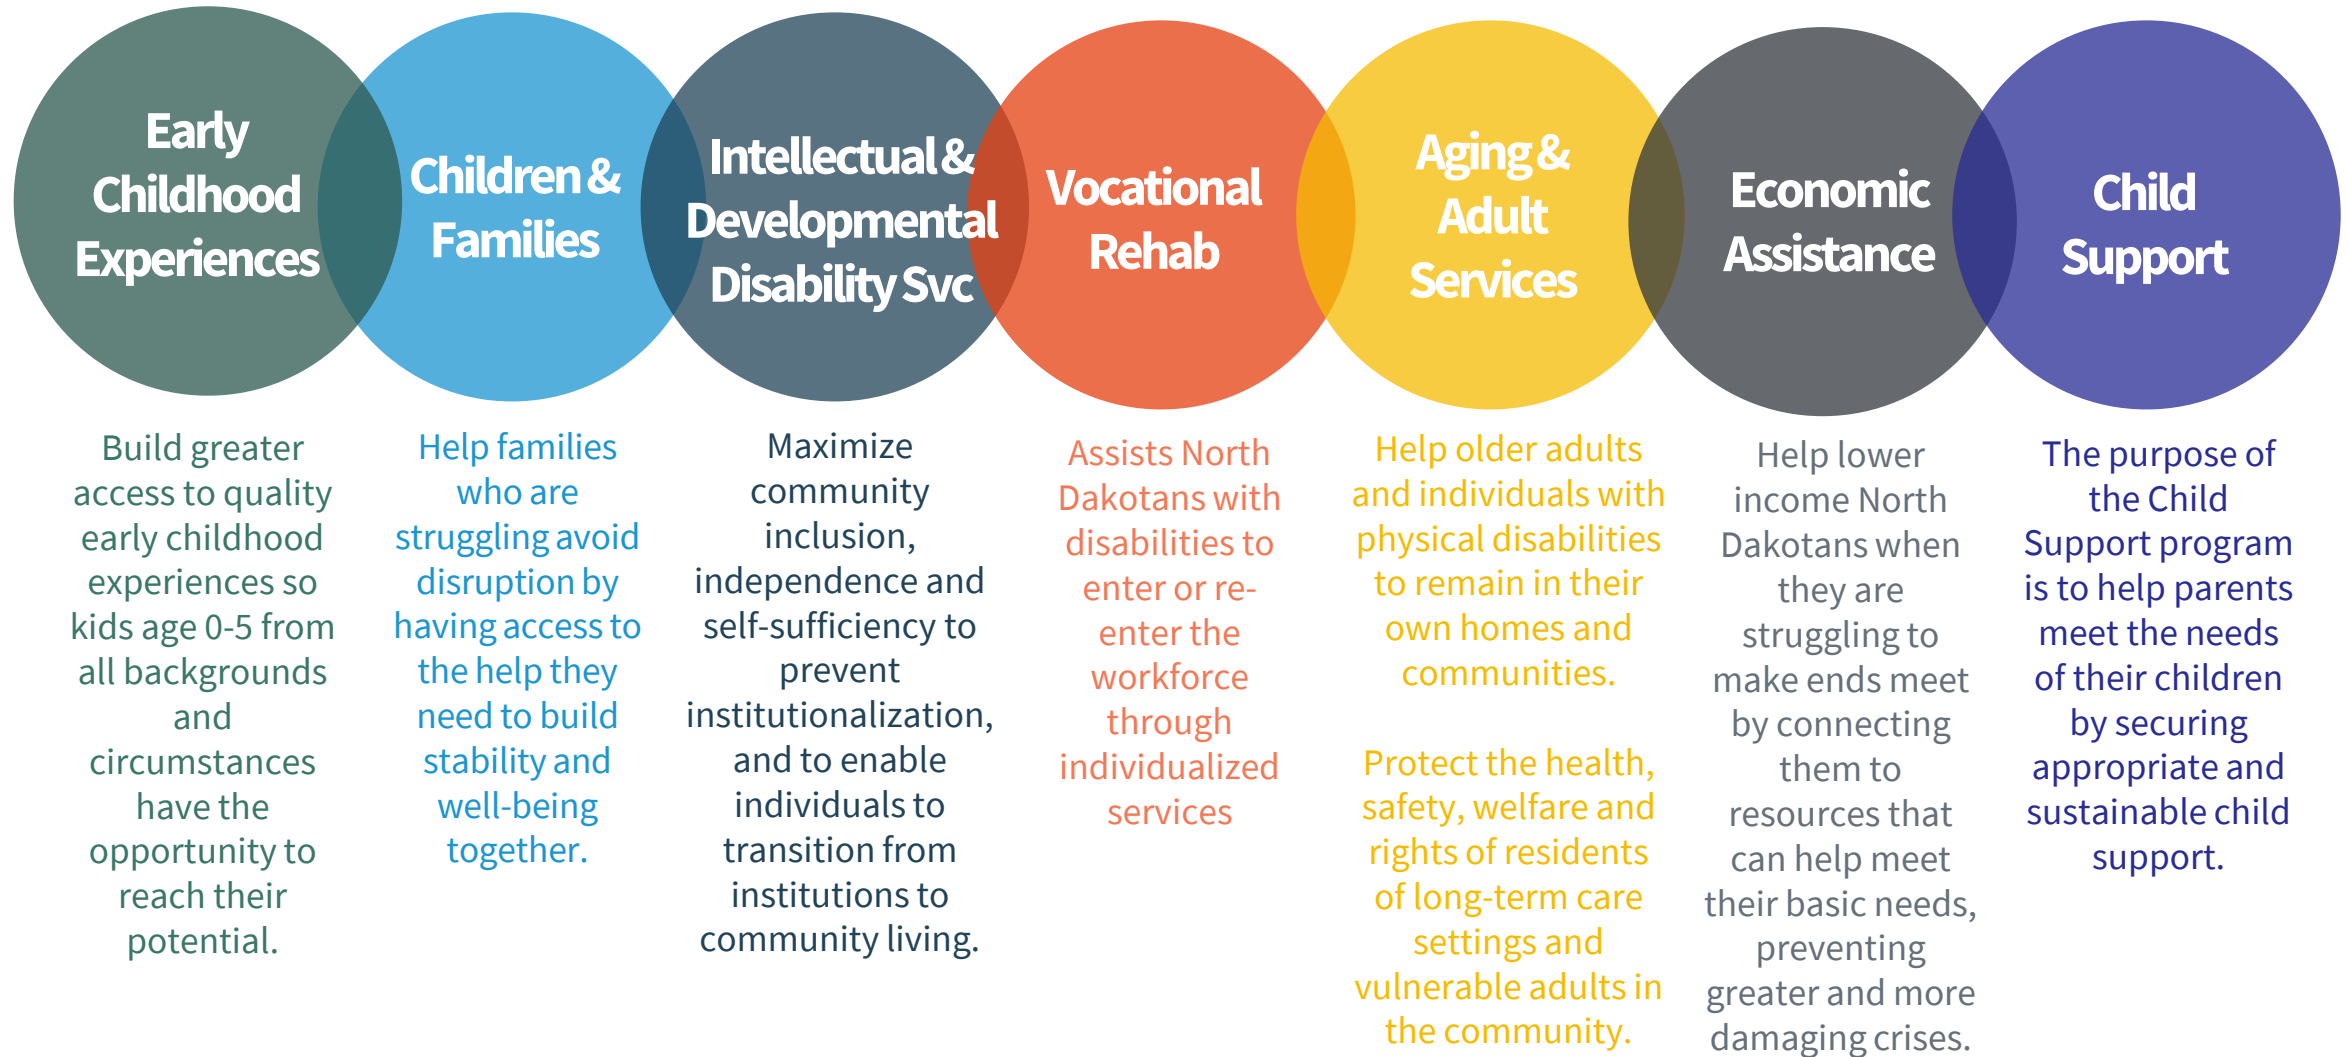 Early
Childhood
Experiences
Build greater
access to quality
early childhood
experiences so
kids age 0-5 from
all backgrounds
and
circumstances
have the
opportunity to
reach their
potential.
Children &
Families
Help families
who are
struggling avoid
disruption by
having access to
the help they
need to build
stability and
well-being
together.
Intellectual &
Developmental
Disability Svc
Maximize
community
inclusion,
independence and
self-sufficiency to
prevent
institutionalization,
and to enable
individuals to
transition from
institutions to
community living.
Vocational
Rehab
Assists North
Dakotans with
disabilities to
enter or re-
enter the
workforce
through
individualized
services
Aging &
Adult
Services
Help older adults
and individuals with
physical disabilities
to remain in their
own homes and
communities.
Protect the health,
safety, welfare and
rights of residents
of long-term care
settings and
vulnerable adults in
the community.
Economic
Assistance
Help lower
income North
Dakotans when
they are
struggling to
make ends meet
by connecting
them to
resources that
can help meet
their basic needs,
preventing
greater and more
damaging crises.
Child
Support
The purpose of
the Child
Support program
is to help parents
meet the needs
of their children
by securing
appropriate and
sustainable child
support.